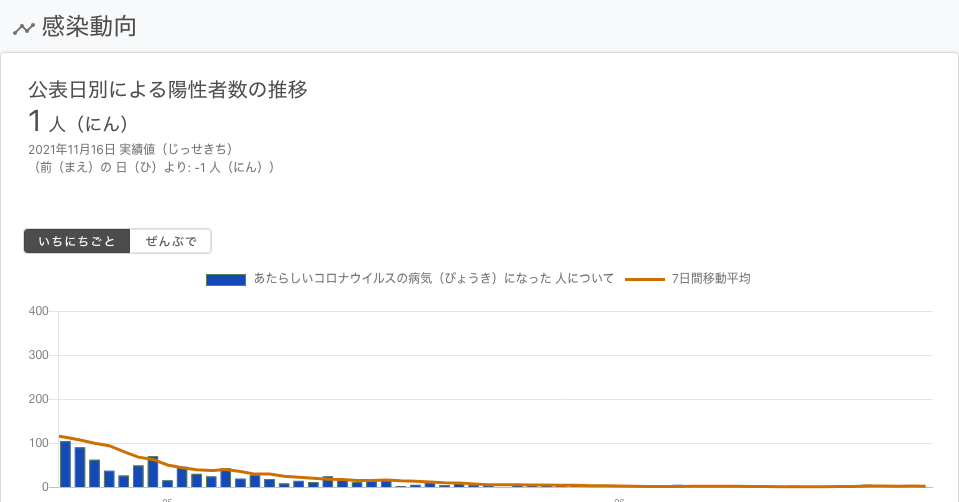 感染動向
公表日別による陽性者数の推移
1 人（にん）
2021年11月16日 実績値（じっせきち）
（前（まえ）の 日（ひ）より: -1 人（にん））
いちにちごと ぜんぶで
あたらしいコロナウイルスの病気（びょうき）になった 人について 7日間移動平均
400
300
200
100
0